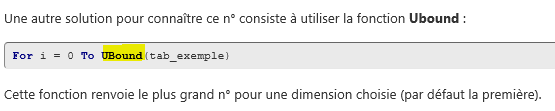 Une autre solution pour connaître ce n° consiste à utiliser la fonction Ubound :
For i = 0 To UBound(tab_exemple)
Cette fonction renvoie le plus grand n° pour une dimension choisie (par défaut la première).